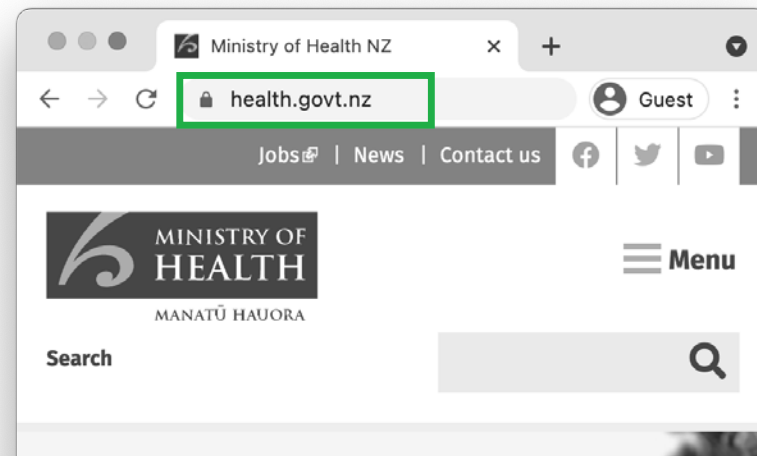 Ministry of Health NZ
health.govt.nz
Guest
Jobs | News | Contact us
MINISTRY OF
HEALTH
MANATŪ HAUORA
Menu
Search